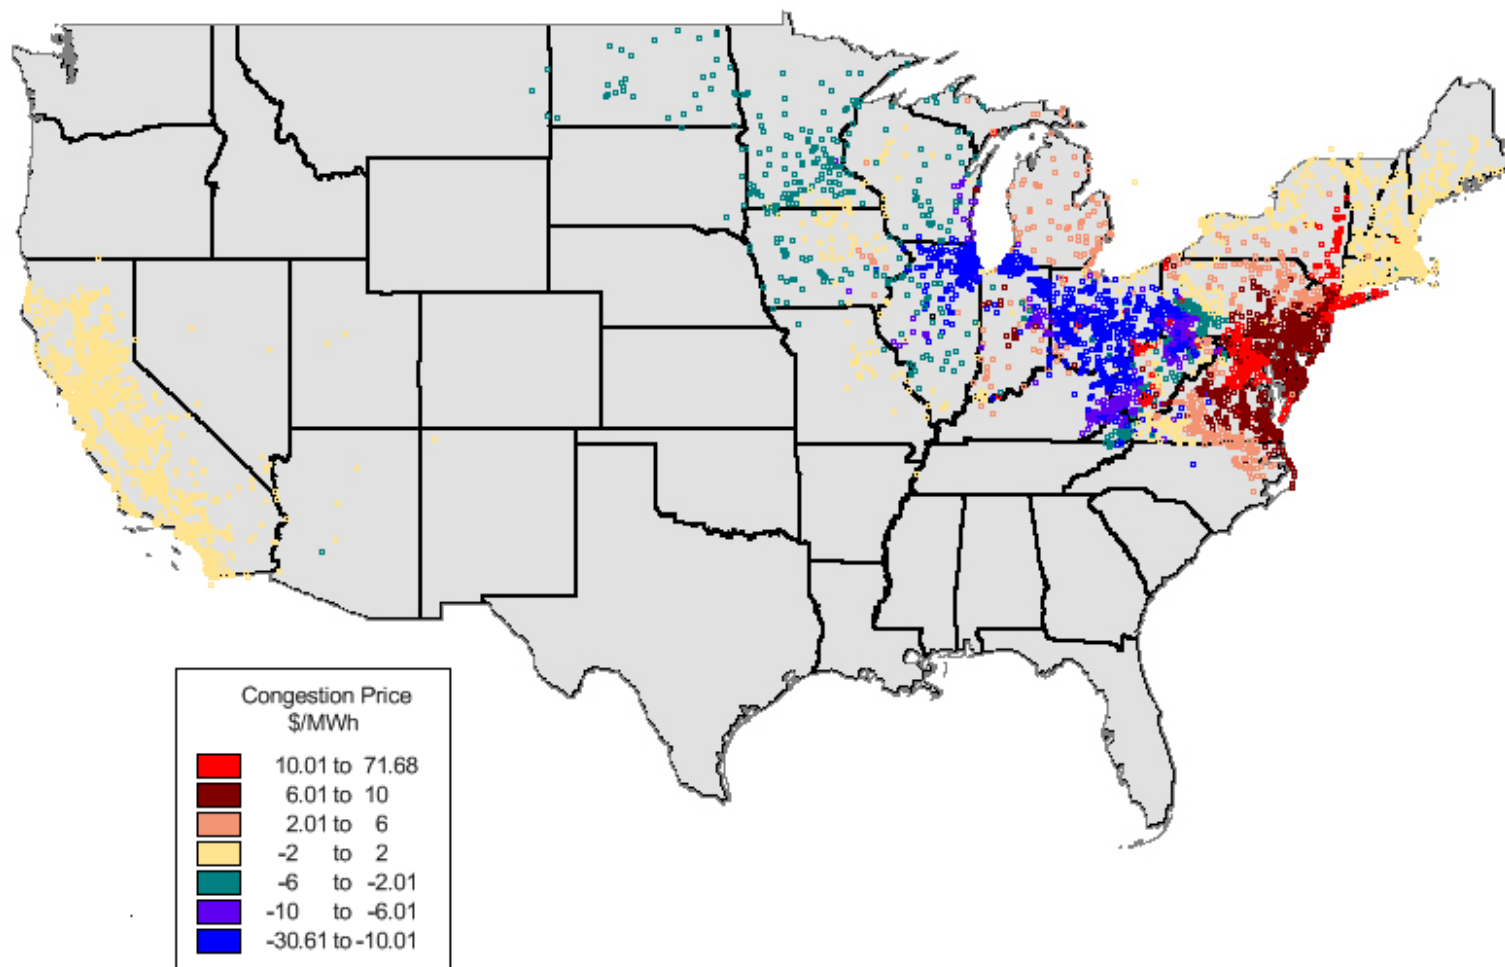 Congestion Price
$/MWh
10.01 to 71.68
6.01 to 10
2.01 to 6
-2 to 2
-6 to -2.01
-10 to -6.01
-30.61 to -10.01